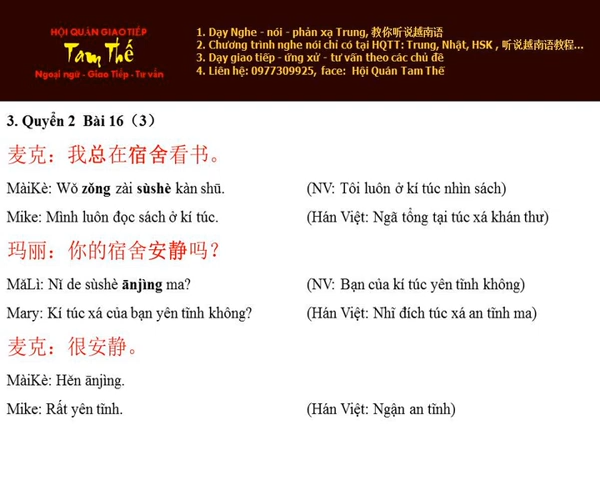 HỘI QUÁN GIAO TIẾP
Tam Thế
Ngoại ngữ - Giao Tiếp - Tư vấn
1. Dạy Nghe - nói - phản xạ Trung, 教你听说越南语
2. Chương trình nghe nói chỉ có tại HQTT: Trung, Nhật, HSK , 听说越南语教程...
3. Dạy giao tiếp - ứng xử - tư vấn theo các chủ đề
4. Liên hệ: 0977309925, face: Hội Quán Tam Thế
3. Quyển 2 Bài 16（3）
麦克：我总在宿舍看书。
MàiKè: Wǒ zǒng zài sùshè kàn shū. (NV: Tôi luôn ở kí túc nhìn sách)
Mike: Mình luôn đọc sách ở kí túc. (Hán Việt: Ngã tổng tại túc xá khán thư)
玛丽：你的宿舍安静吗？
MǎLì: Nǐ de sùshè ānjìng ma? (NV: Bạn của kí túc yên tĩnh không)
Mary: Kí túc xá của bạn yên tĩnh không? (Hán Việt: Nhĩ đích túc xá an tĩnh ma)
麦克：很安静。
MàiKè: Hěn ānjìng.
Mike: Rất yên tĩnh. (Hán Việt: Ngận an tĩnh)